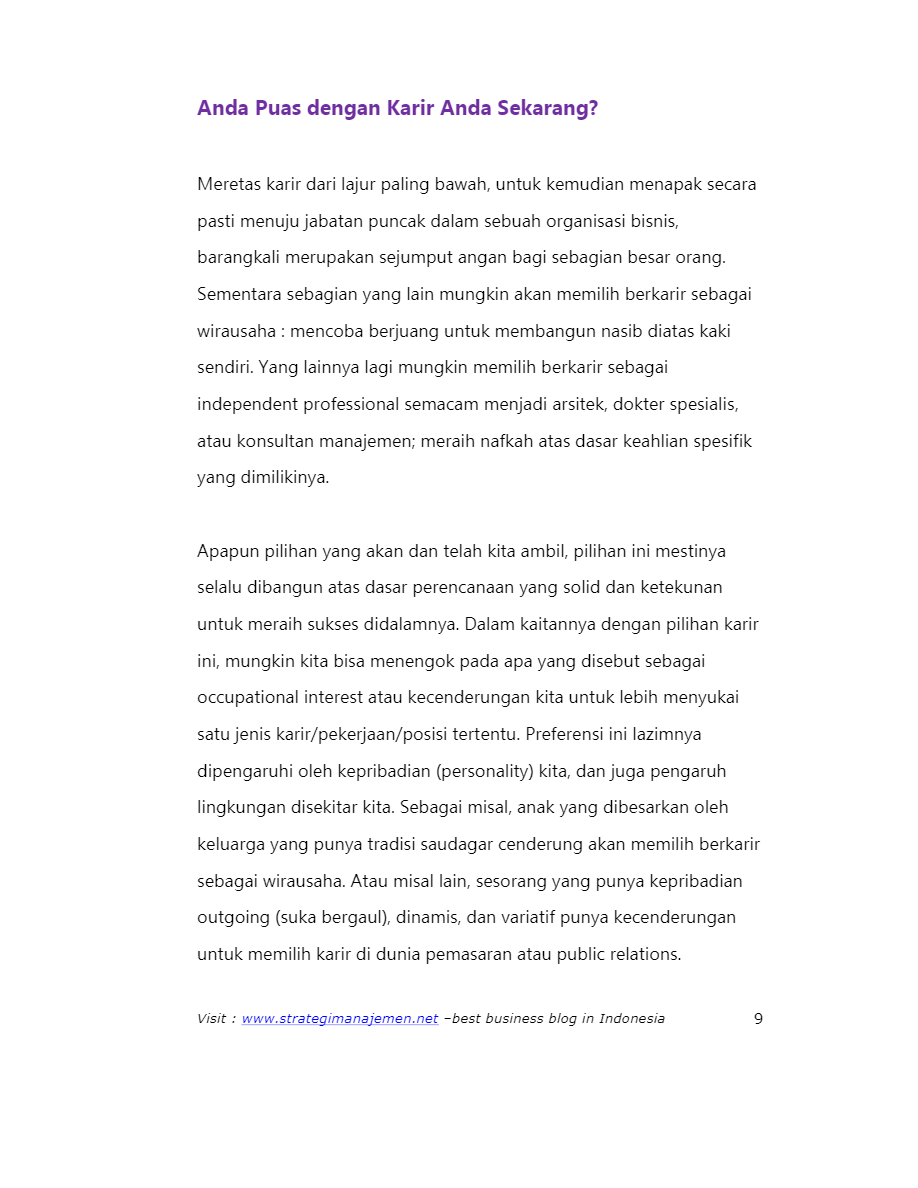 Anda Puas dengan Karir Anda Sekarang?
Meretas karir dari lajur paling bawah, untuk kemudian menapak secara
pasti menuju jabatan puncak dalam sebuah organisasi bisnis,
barangkali merupakan sejumput angan bagi sebagian besar orang.
Sementara sebagian yang lain mungkin akan memilih berkarir sebagai
wirausaha : mencoba berjuang untuk membangun nasib diatas kaki
sendiri. Yang lainnya lagi mungkin memilih berkarir sebagai
independent professional semacam menjadi arsitek, dokter spesialis,
atau konsultan manajemen; meraih nafkah atas dasar keahlian spesifik
yang dimilikinya.
Apapun pilihan yang akan dan telah kita ambil, pilihan ini mestinya
selalu dibangun atas dasar perencanaan yang solid dan ketekunan
untuk meraih sukses didalamnya. Dalam kaitannya dengan pilihan karir
ini, mungkin kita bisa menengok pada apa yang disebut sebagai
occupational interest atau kecenderungan kita untuk lebih menyukai
satu jenis karir/pekerjaan/posisi tertentu. Preferensi ini lazimnya
dipengaruhi oleh kepribadian (personality) kita, dan juga pengaruh
lingkungan disekitar kita. Sebagai misal, anak yang dibesarkan oleh
keluarga yang punya tradisi saudagar cenderung akan memilih berkarir
sebagai wirausaha. Atau misal lain, sesorang yang punya kepribadian
outgoing (suka bergaul), dinamis, dan variatif punya kecenderungan
untuk memilih karir di dunia pemasaran atau public relations.
Visit : www.strategimanajemen.net –best business blog in Indonesia 9